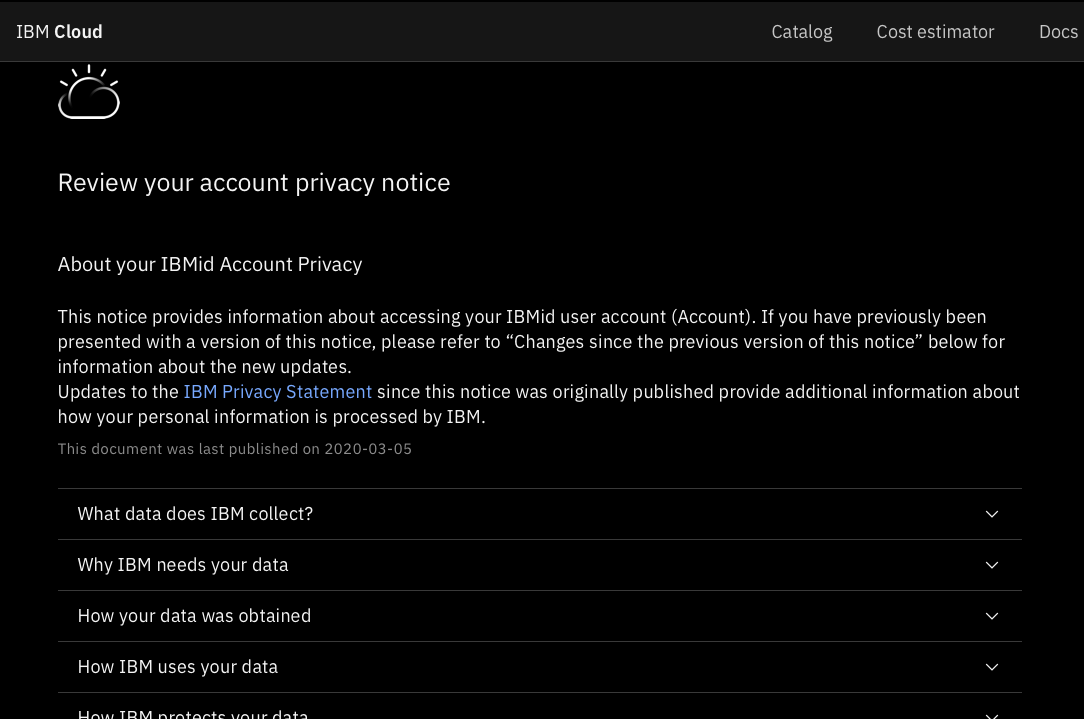 IBM Cloud
Catalog
Cost estimator
Docs
Review your account privacy notice
About your IBMid Account Privacy
This notice provides information about accessing your IBMid user account (Account). If you have previously been
presented with a version of this notice, please refer to “Changes since the previous version of this notice” below for
information about the new updates.
Updates to the IBM Privacy Statement since this notice was originally published provide additional information about
how your personal information is processed by IBM.
This document was last published on 2020-03-05
What data does IBM collect?
Why IBM needs your data
How your data was obtained
How IBM uses your data
How IBM protects your data